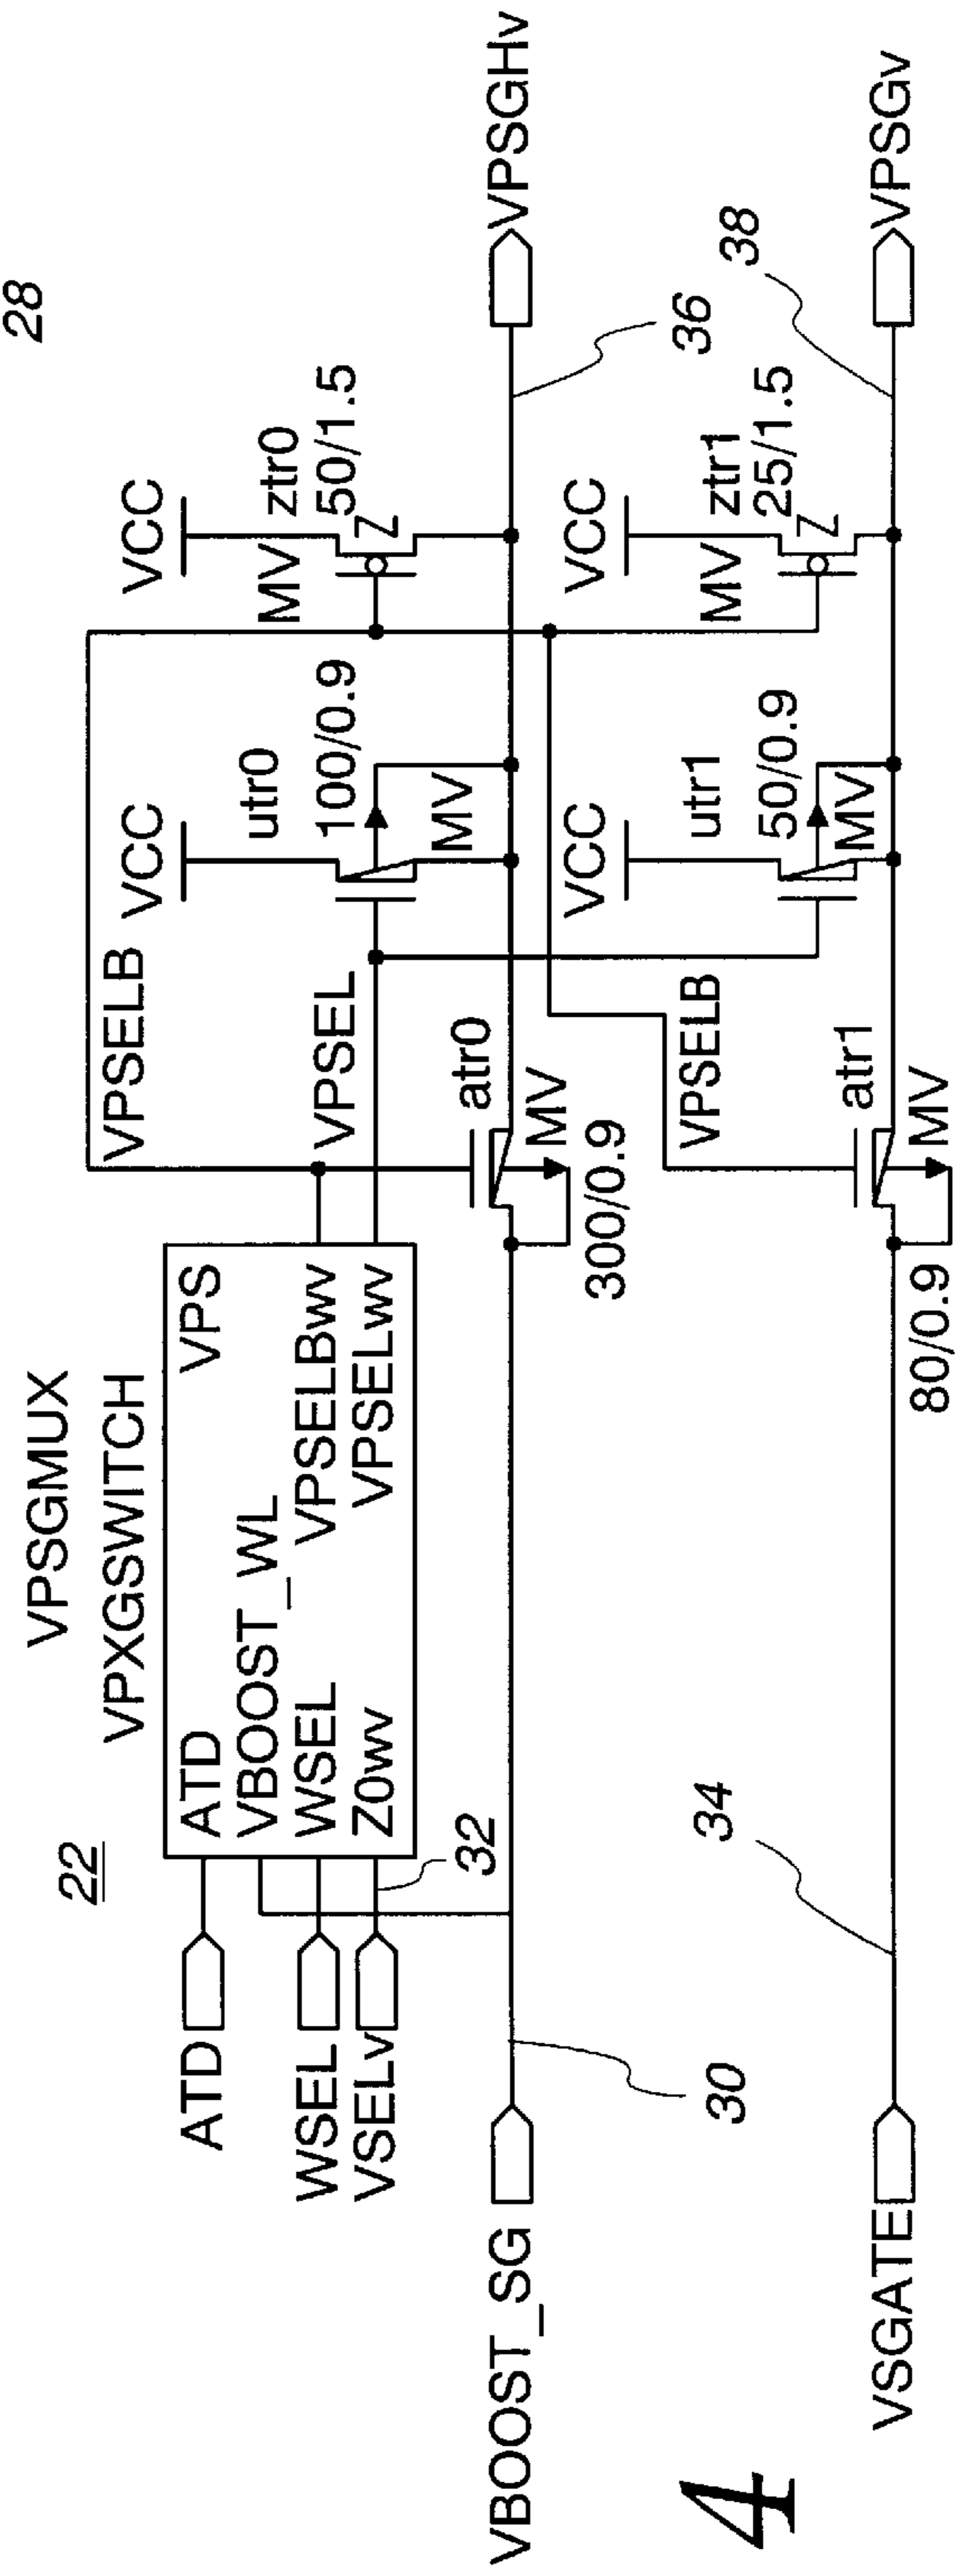 28
VPSGMUX
VPXGSWITCH
22
ATD
WSEL
VSELv
ATD
VBOOST_WL
WSEL
Z0wv
VPS
VPSELBwv
VPSELwv
32
VPSELB
VPSEL
VCC
utr0
100/0.9
MV
VCC
ztr0
50/1.5
MV
Z
VBOOST_SG
30
atr0
MV
300/0.9
36
VPSGHv
VPSELB
VCC
utr1
50/0.9
MV
VCC
ztr1
25/1.5
MV
Z
VSGATE
34
atr1
MV
80/0.9
38
VPSGv
4